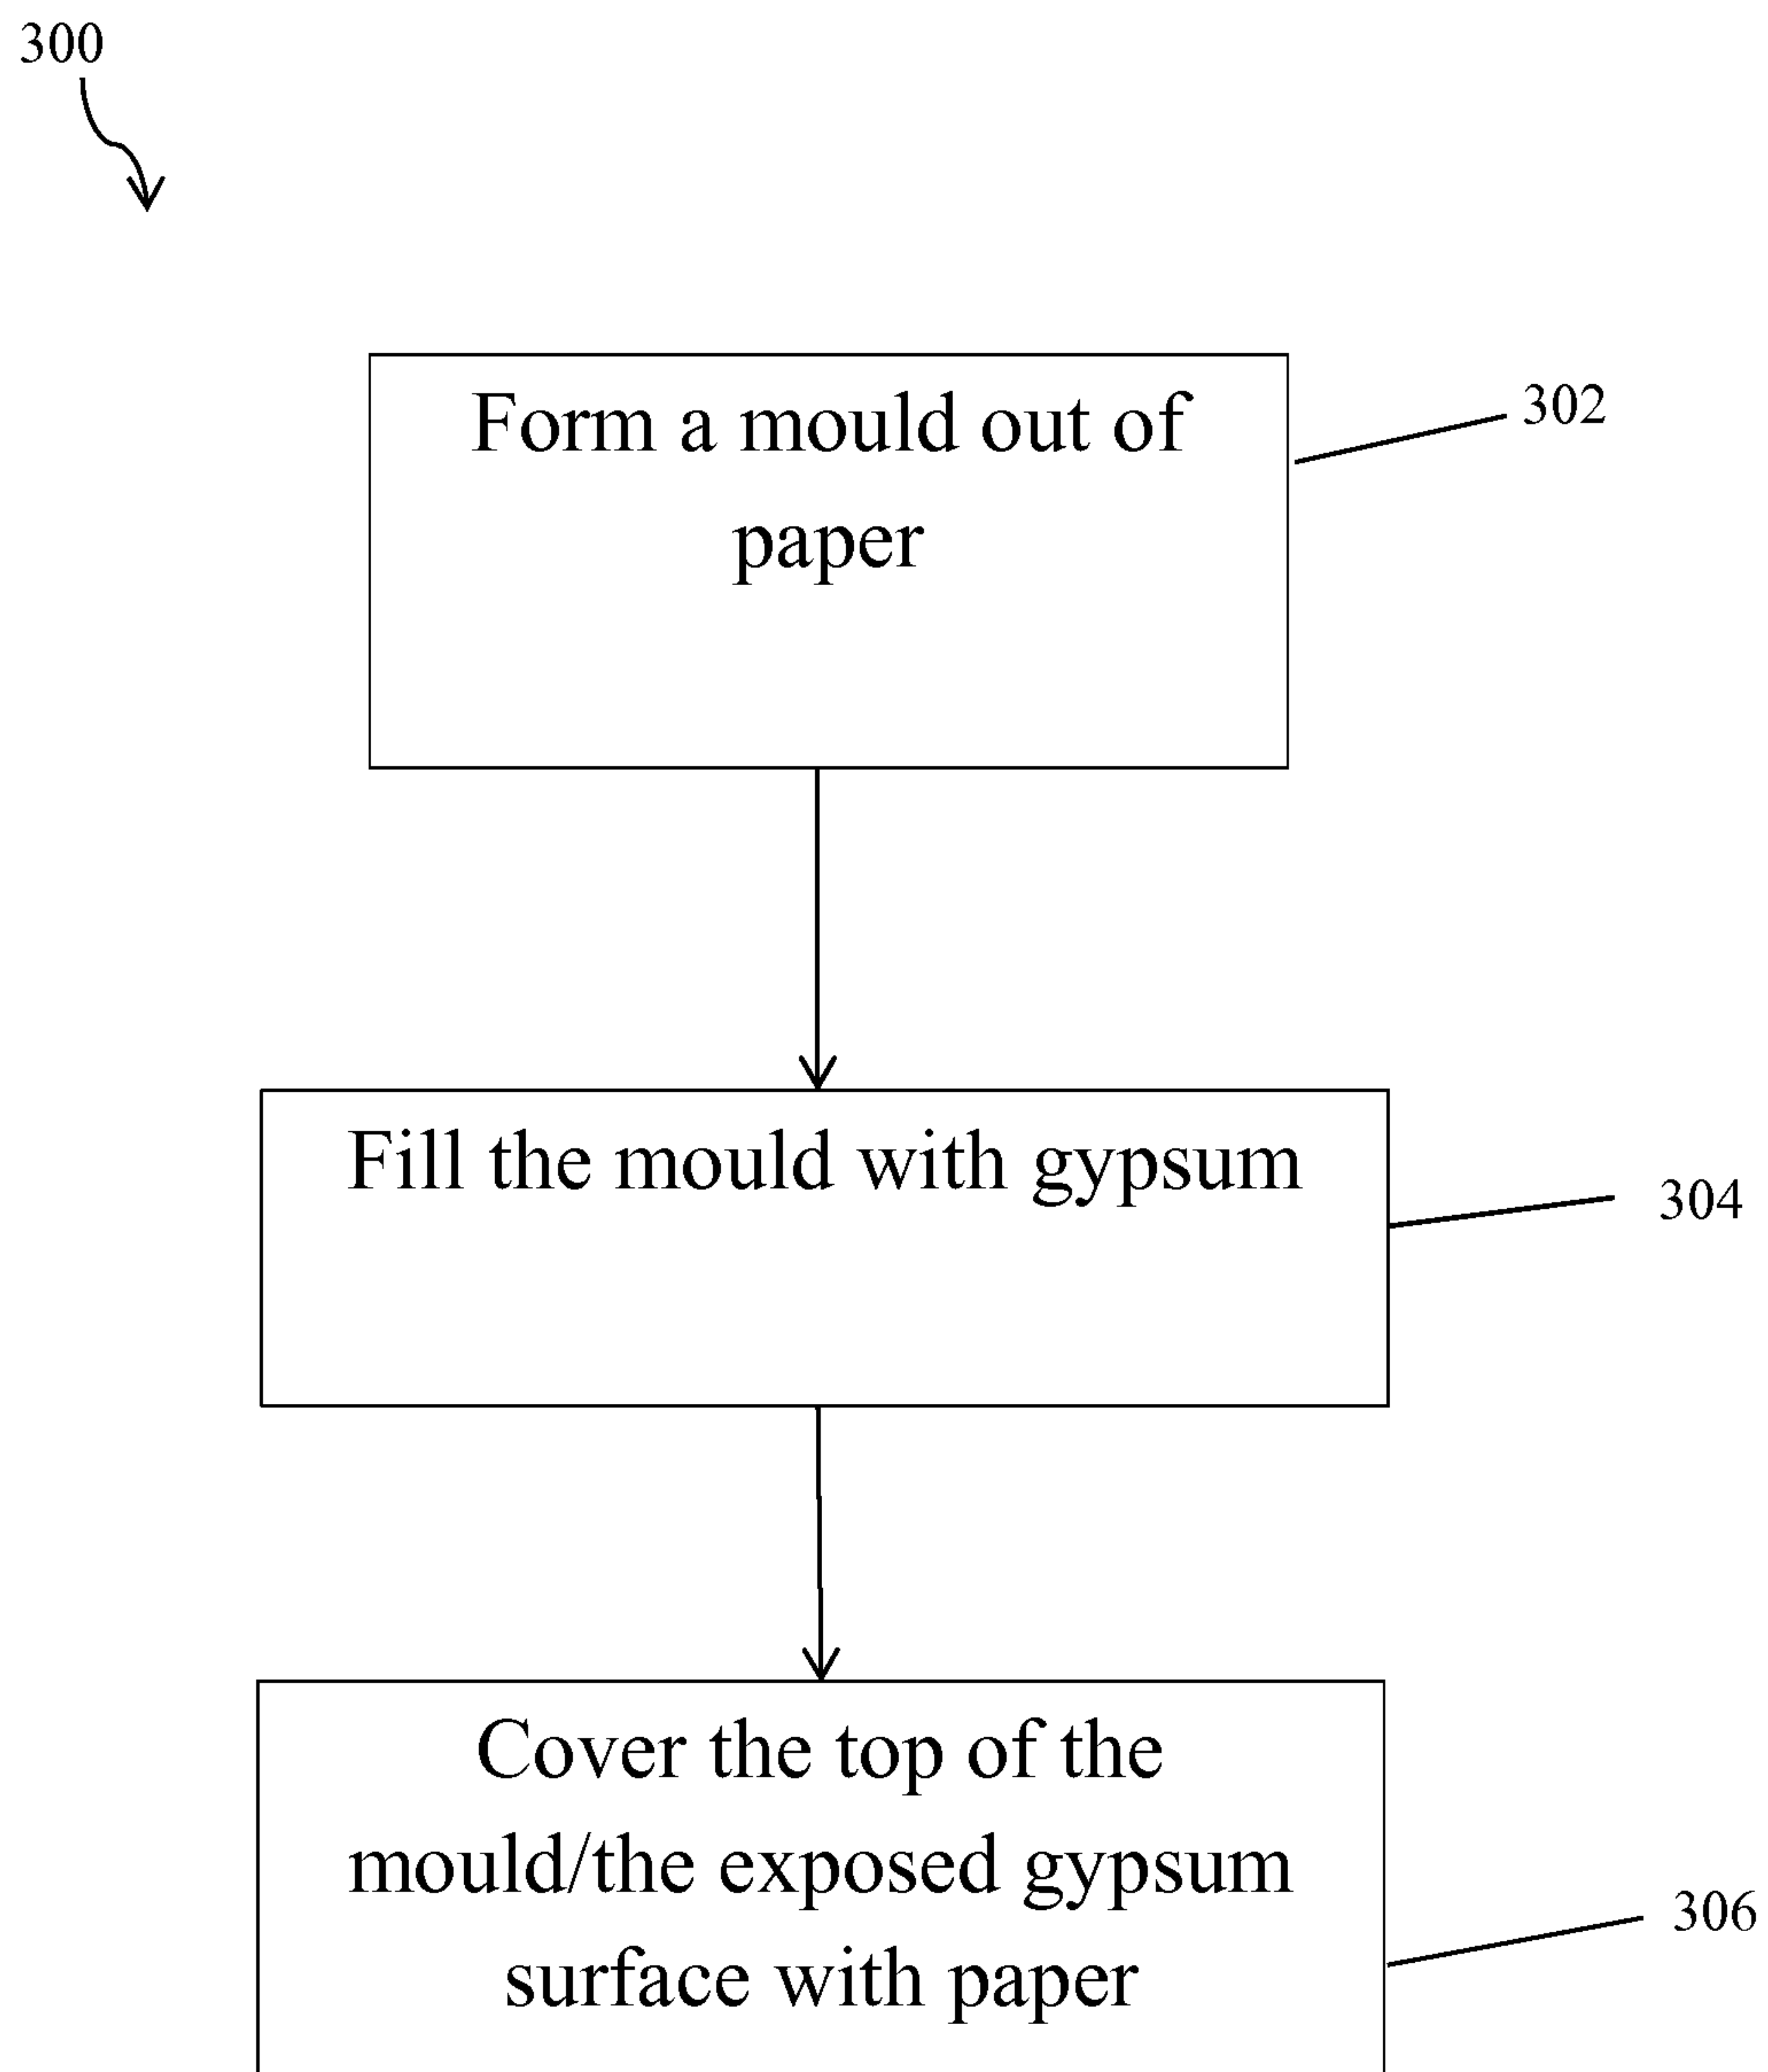 300
Form a mould out of
paper
302
Fill the mould with gypsum
304
Cover the top of the
mould/the exposed gypsum
surface with paper
306